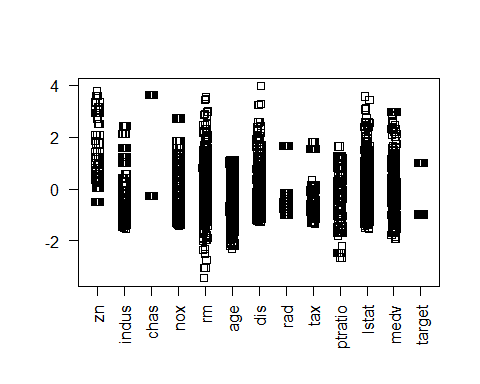 4
2
0
-2
zn
indus
chas
nox
rm
age
dis
rad
tax
ptratio
lstat
medv
target